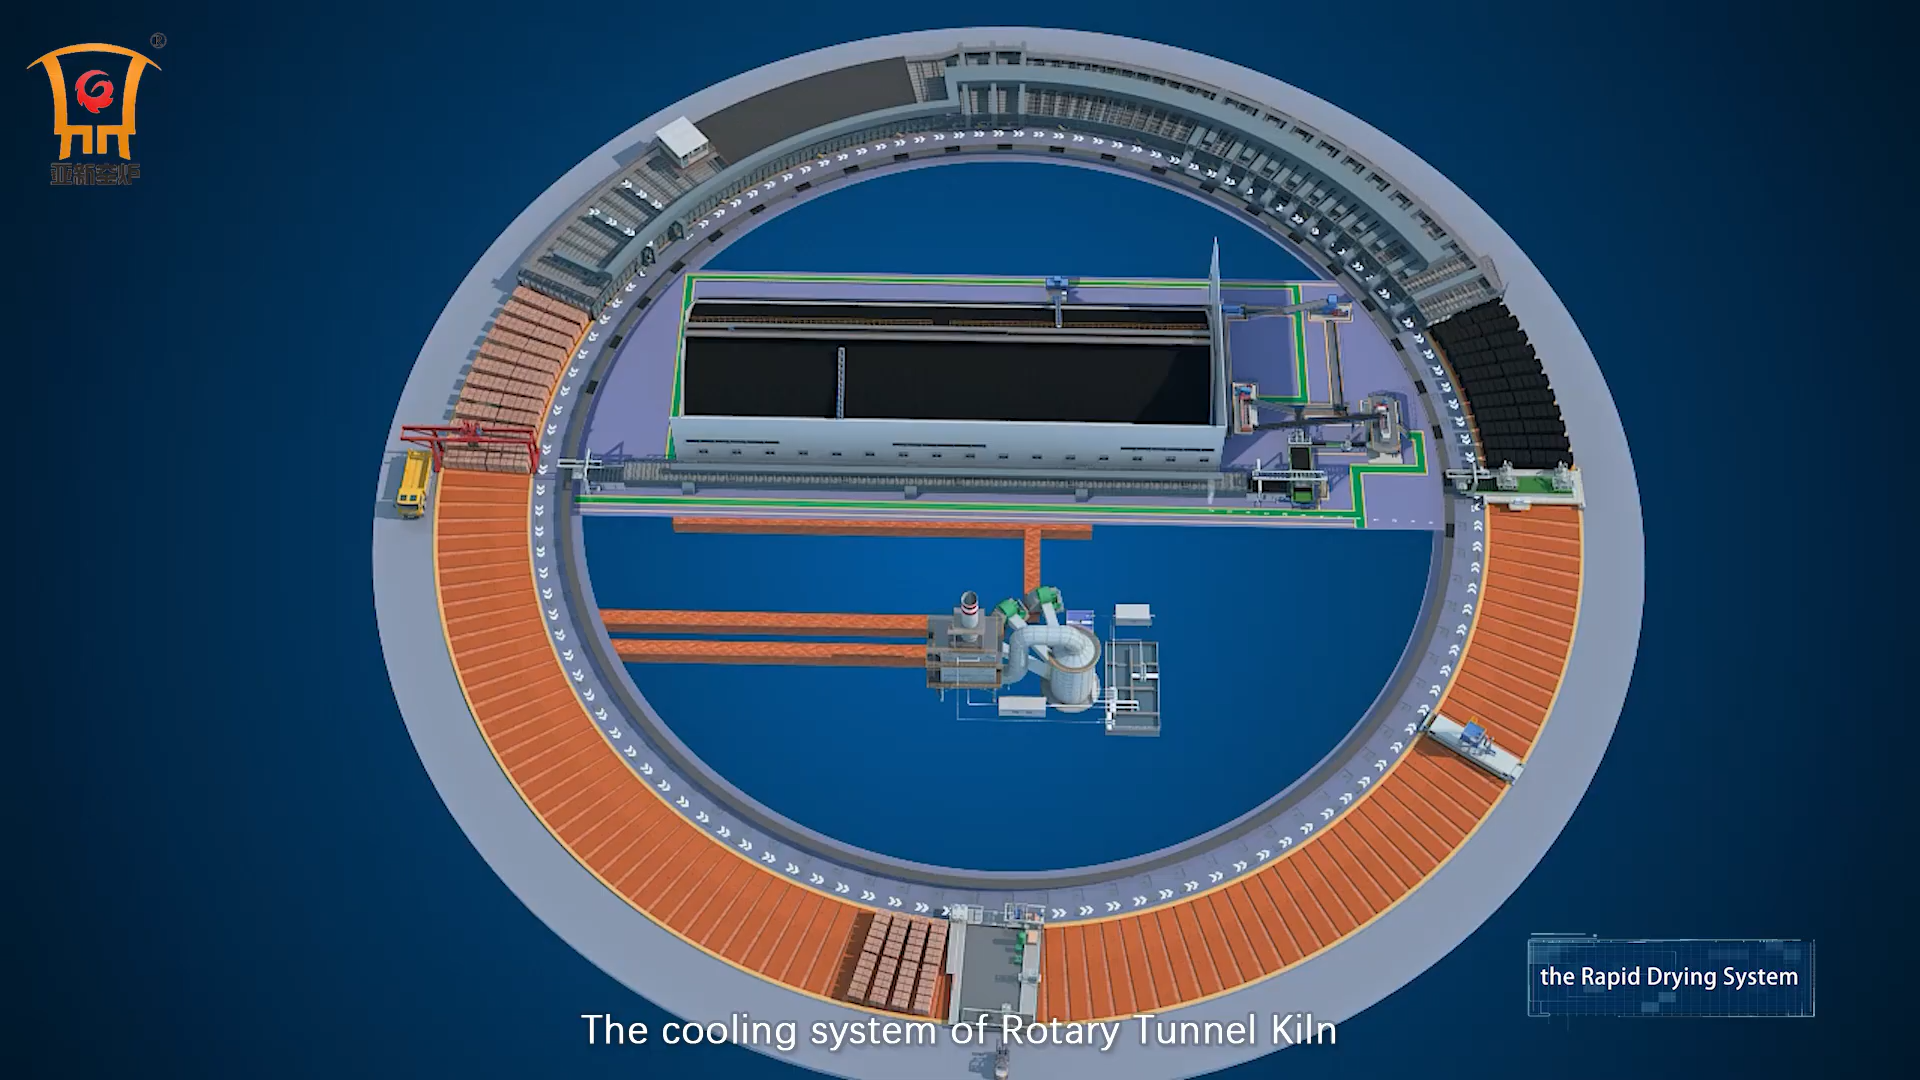 ®
亚新窑炉
the Rapid Drying System
The cooling system of Rotary Tunnel Kiln